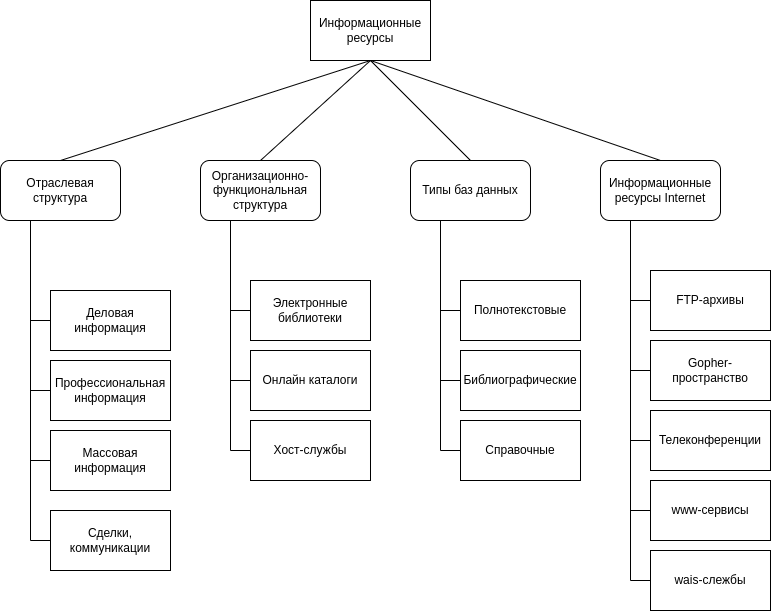 Информационные
ресурсы
Отраслевая
структура
Организационно-
функциональная
структура
Типы баз данных
Информационные
ресурсы Internet
Деловая
информация
Профессиональная
информация
Массовая
информация
Сделки,
коммуникации
Электронные
библиотеки
Онлайн каталоги
Хост-службы
Полнотекстовые
Библиографические
Справочные
FTP-архивы
Gopher-
пространство
Телеконференции
www-сервисы
wais-слежбы